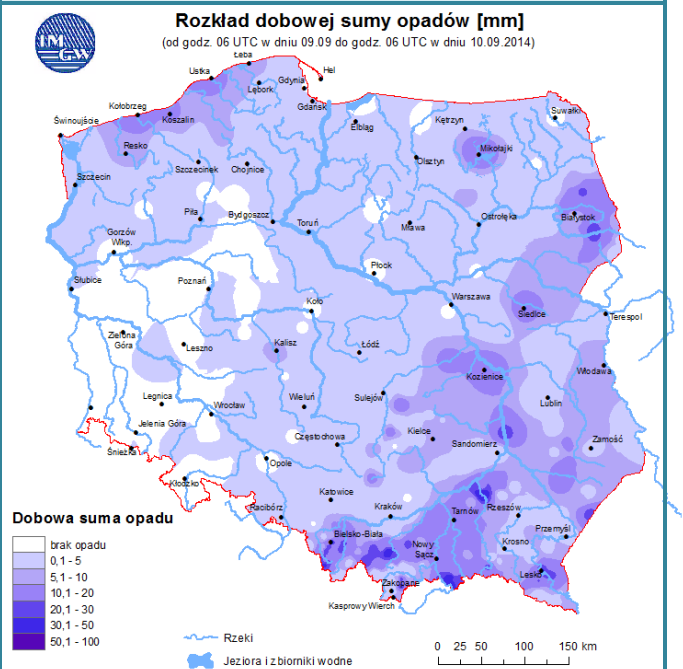 Rozkład dobowej sumy opadów [mm]
(od godz. 06 UTC w dniu 09.09 do godz. 06 UTC w dniu 10.09.2014)
IM
GW
Łeba
Hel
Ustka
Gdynia
Lębork
Gdańsk
Kołobrzeg
Koszalin
Suwałki
Świnoujście
Elbląg
Kętrzyn
Resko
Mikołajki
Szczecinek
Chojnice
Olsztyn
Szczecin
Piła
Bydgoszcz
Toruń
Ostrołęka
Białystok
Mława
Gorzów
Wlkp.
Płock
Słubice
Poznań
Koło
Warszawa
Siedlce
Terespol
Zielona
Góra
Leszno
Kalisz
Łódź
Kozienice
Włodawa
Legnica
Wrocław
Wieluń
Sulejów
Lublin
Jelenia Góra
Częstochowa
Kielce
Sandomierz
Zamość
Śnieżka
Opole
Kłodzko
Katowice
Racibórz
Kraków
Tarnów
Rzeszów
Przemyśl
Bielsko-Biała
Nowy
Sącz
Krosno
Lesko
Zakopane
Kasprowy Wierch
Dobowa suma opadu
brak opadu
0,1 - 5
5,1 - 10
10,1 - 20
20,1 - 30
30,1 - 50
50,1 - 100
Rzeki
Jeziora i zbiorniki wodne
0 25 50 100 150 km